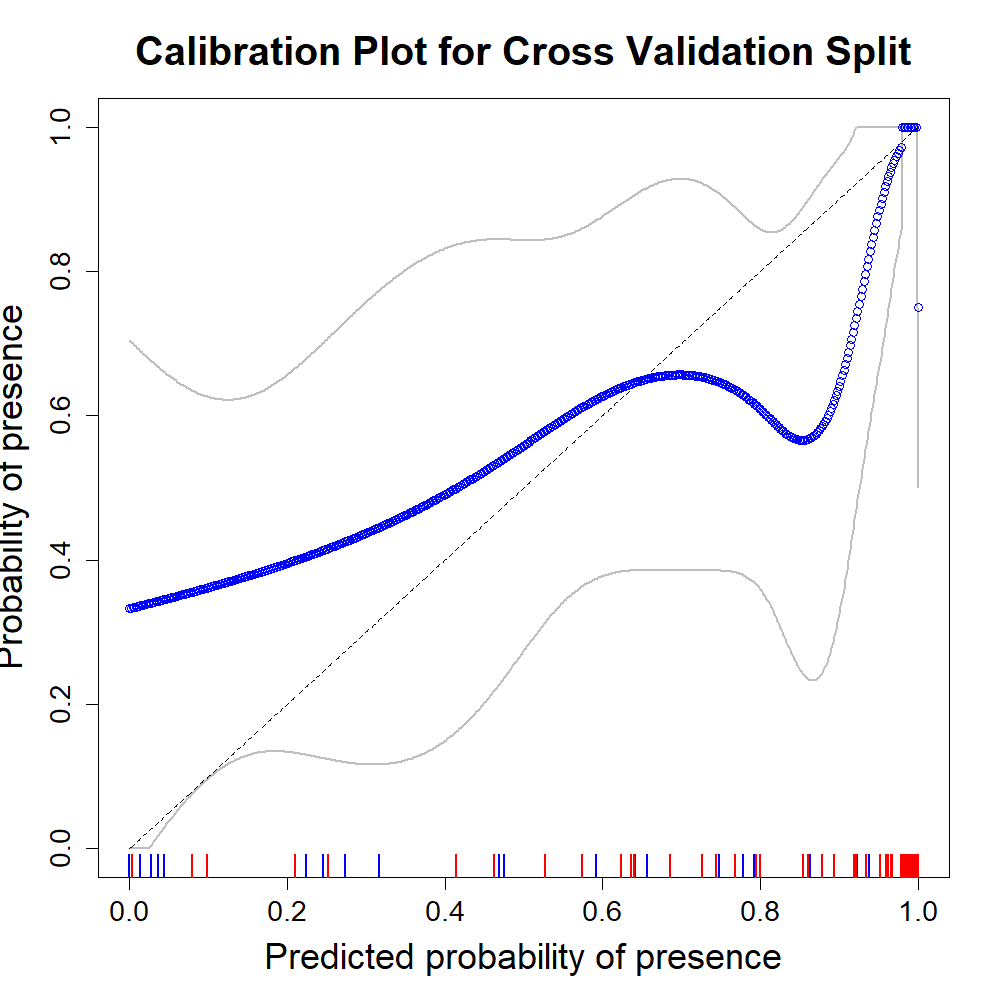 Calibration Plot for Cross Validation Split
Probability of presence
1.0
0.8
0.6
0.4
0.2
0.0
0.0 0.2 0.4 0.6 0.8 1.0
Predicted probability of presence